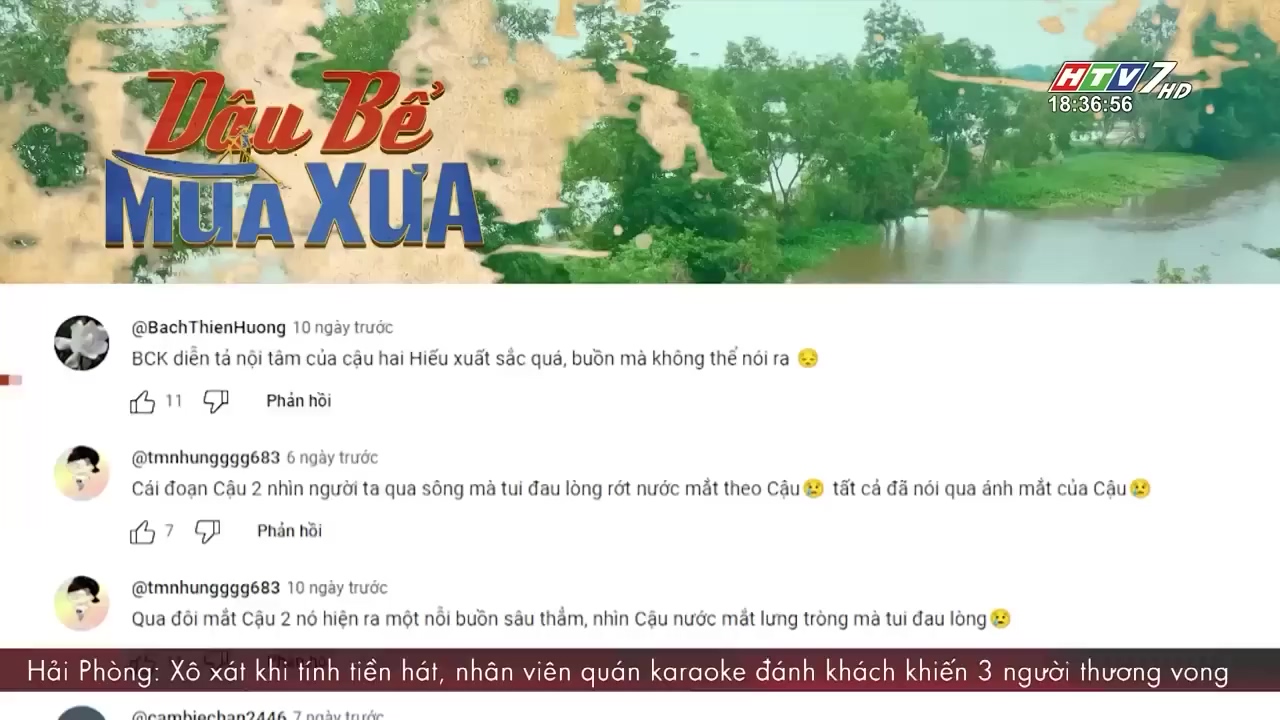 Dâu Bể
MÙA XƯA
HTV7 HD
18:36:56
@BachThienHuong 10 ngày trước
BCK diễn tả nội tâm của cậu hai Hiếu xuất sắc quá, buồn mà không thể nói ra 😔
11 Phản hồi
@tmnhungggg683 6 ngày trước
Cái đoạn Cậu 2 nhìn người ta qua sông mà tui đau lòng rớt nước mắt theo Cậu😢 tất cả đã nói qua ánh mắt của Cậu😢
7 Phản hồi
@tmnhungggg683 10 ngày trước
Qua đôi mắt Cậu 2 nó hiện ra một nỗi buồn sâu thẳm, nhìn Cậu nước mắt lưng tròng mà tui đau lòng😢
Hải Phòng: Xô xát khi tính tiền hát, nhân viên quán karaoke đánh khách khiến 3 người thương vong
@cambiechan2446 7 ngày trước